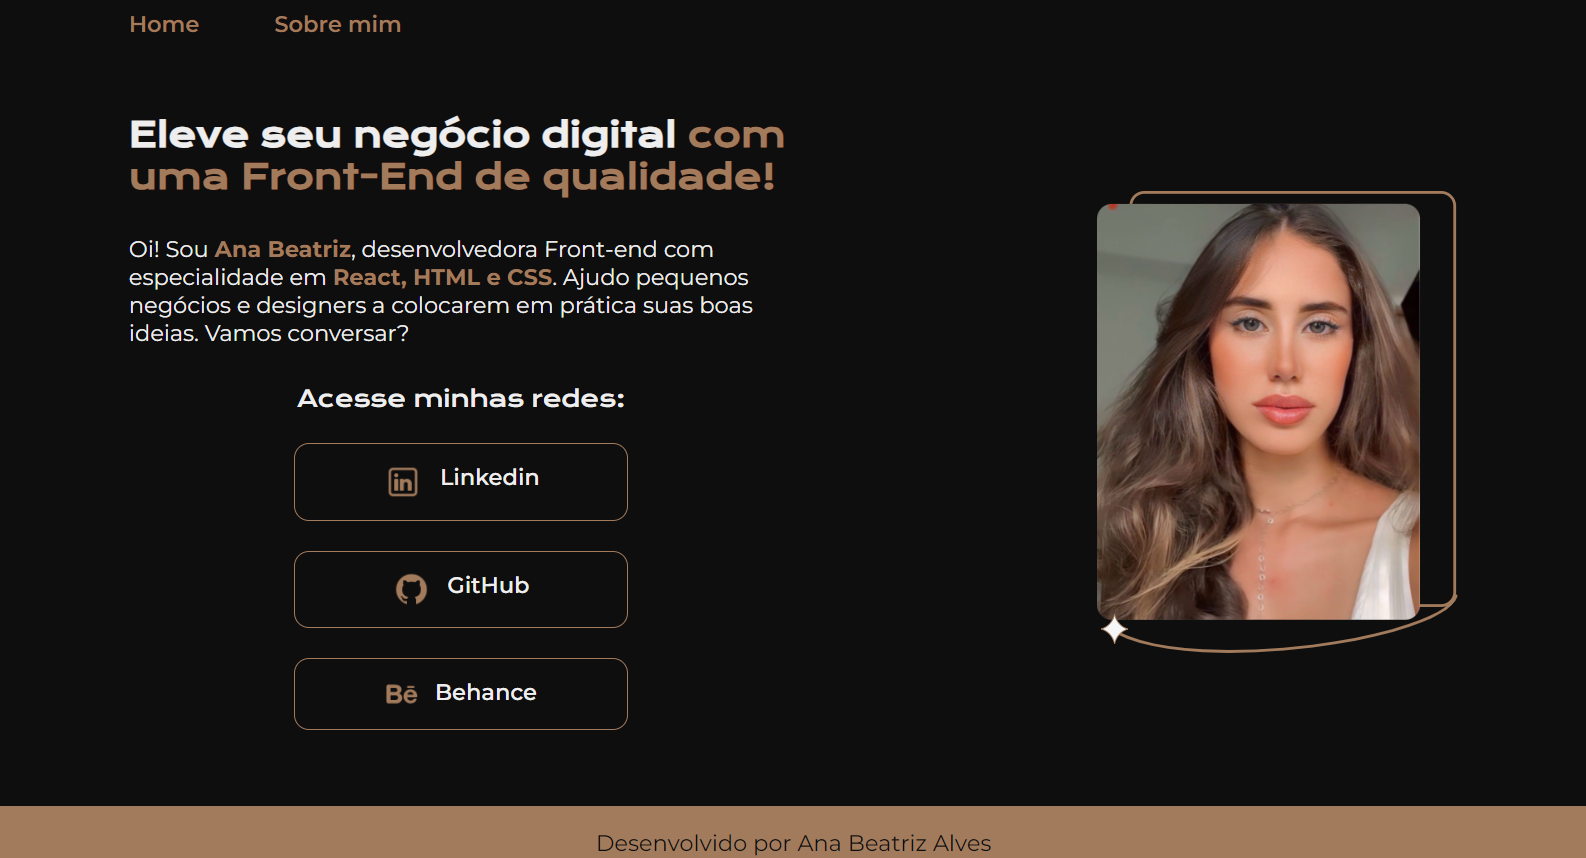 Home
Sobre mim
Eleve seu negócio digital com
uma Front-End de qualidade!
Oi! Sou Ana Beatriz, desenvolvedora Front-end com
especialidade em React, HTML e CSS. Ajudo pequenos
negócios e designers a colocarem em prática suas boas
ideias. Vamos conversar?
Acesse minhas redes:
in Linkedin
GitHub
Bē Behance
Desenvolvido por Ana Beatriz Alves